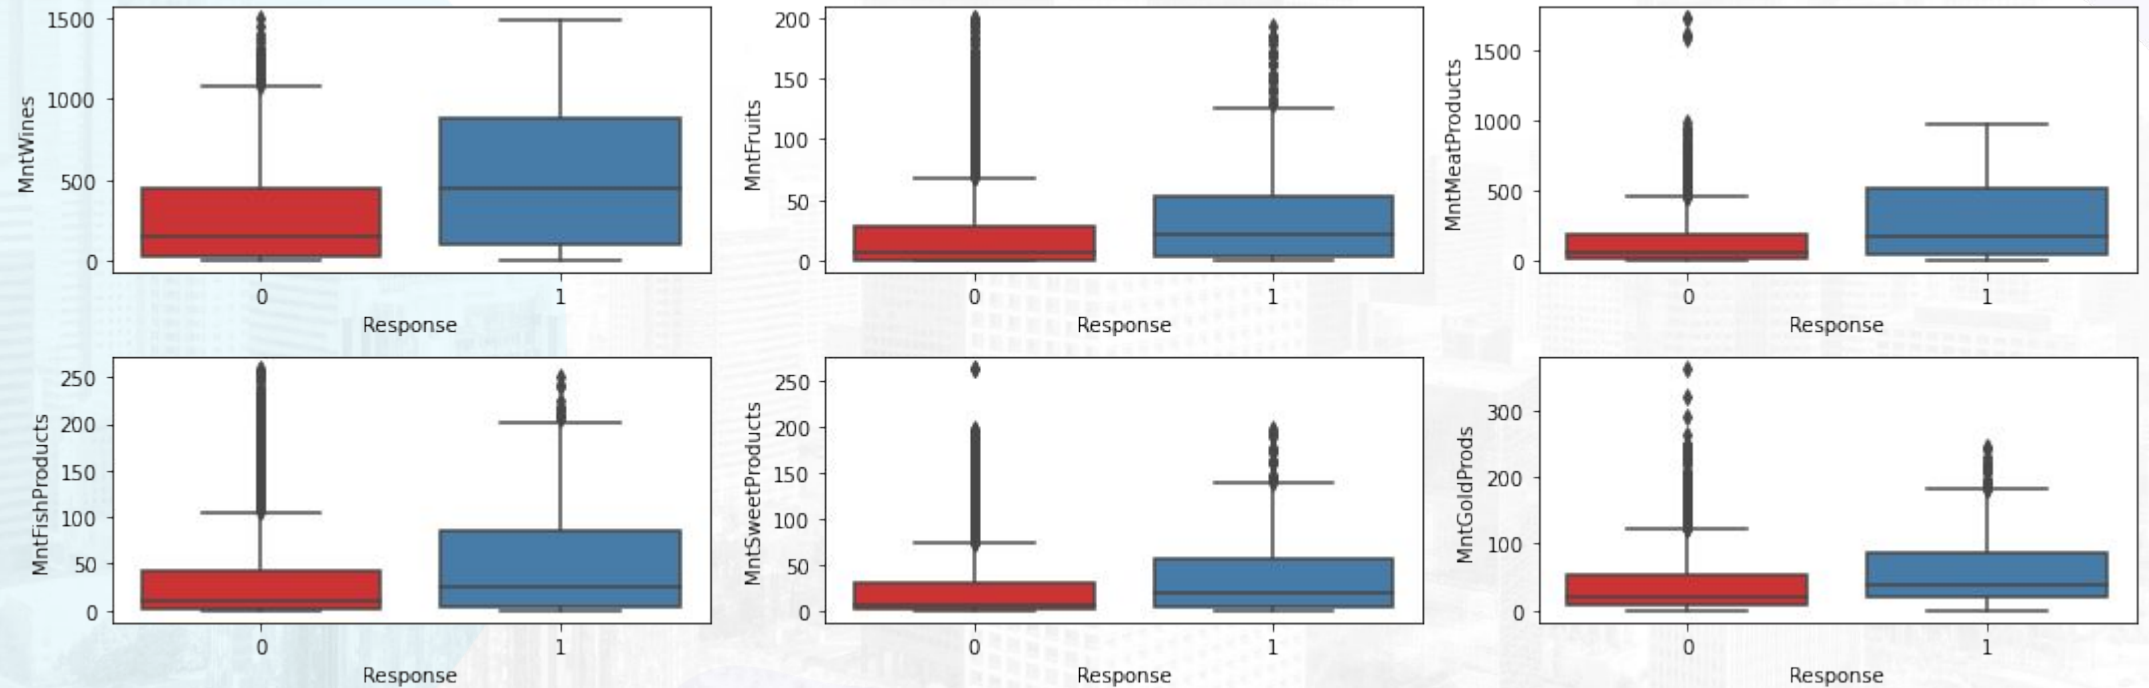 MntWines
1500
1000
500
0
0 1
Response
MntFruits
200
150
100
50
0
0 1
Response
MntMeatProducts
1500
1000
500
0
0 1
Response
MntFishProducts
250
200
150
100
50
0
0 1
Response
MntSweetProducts
250
200
150
100
50
0
0 1
Response
MntGoldProds
300
200
100
0
0 1
Response